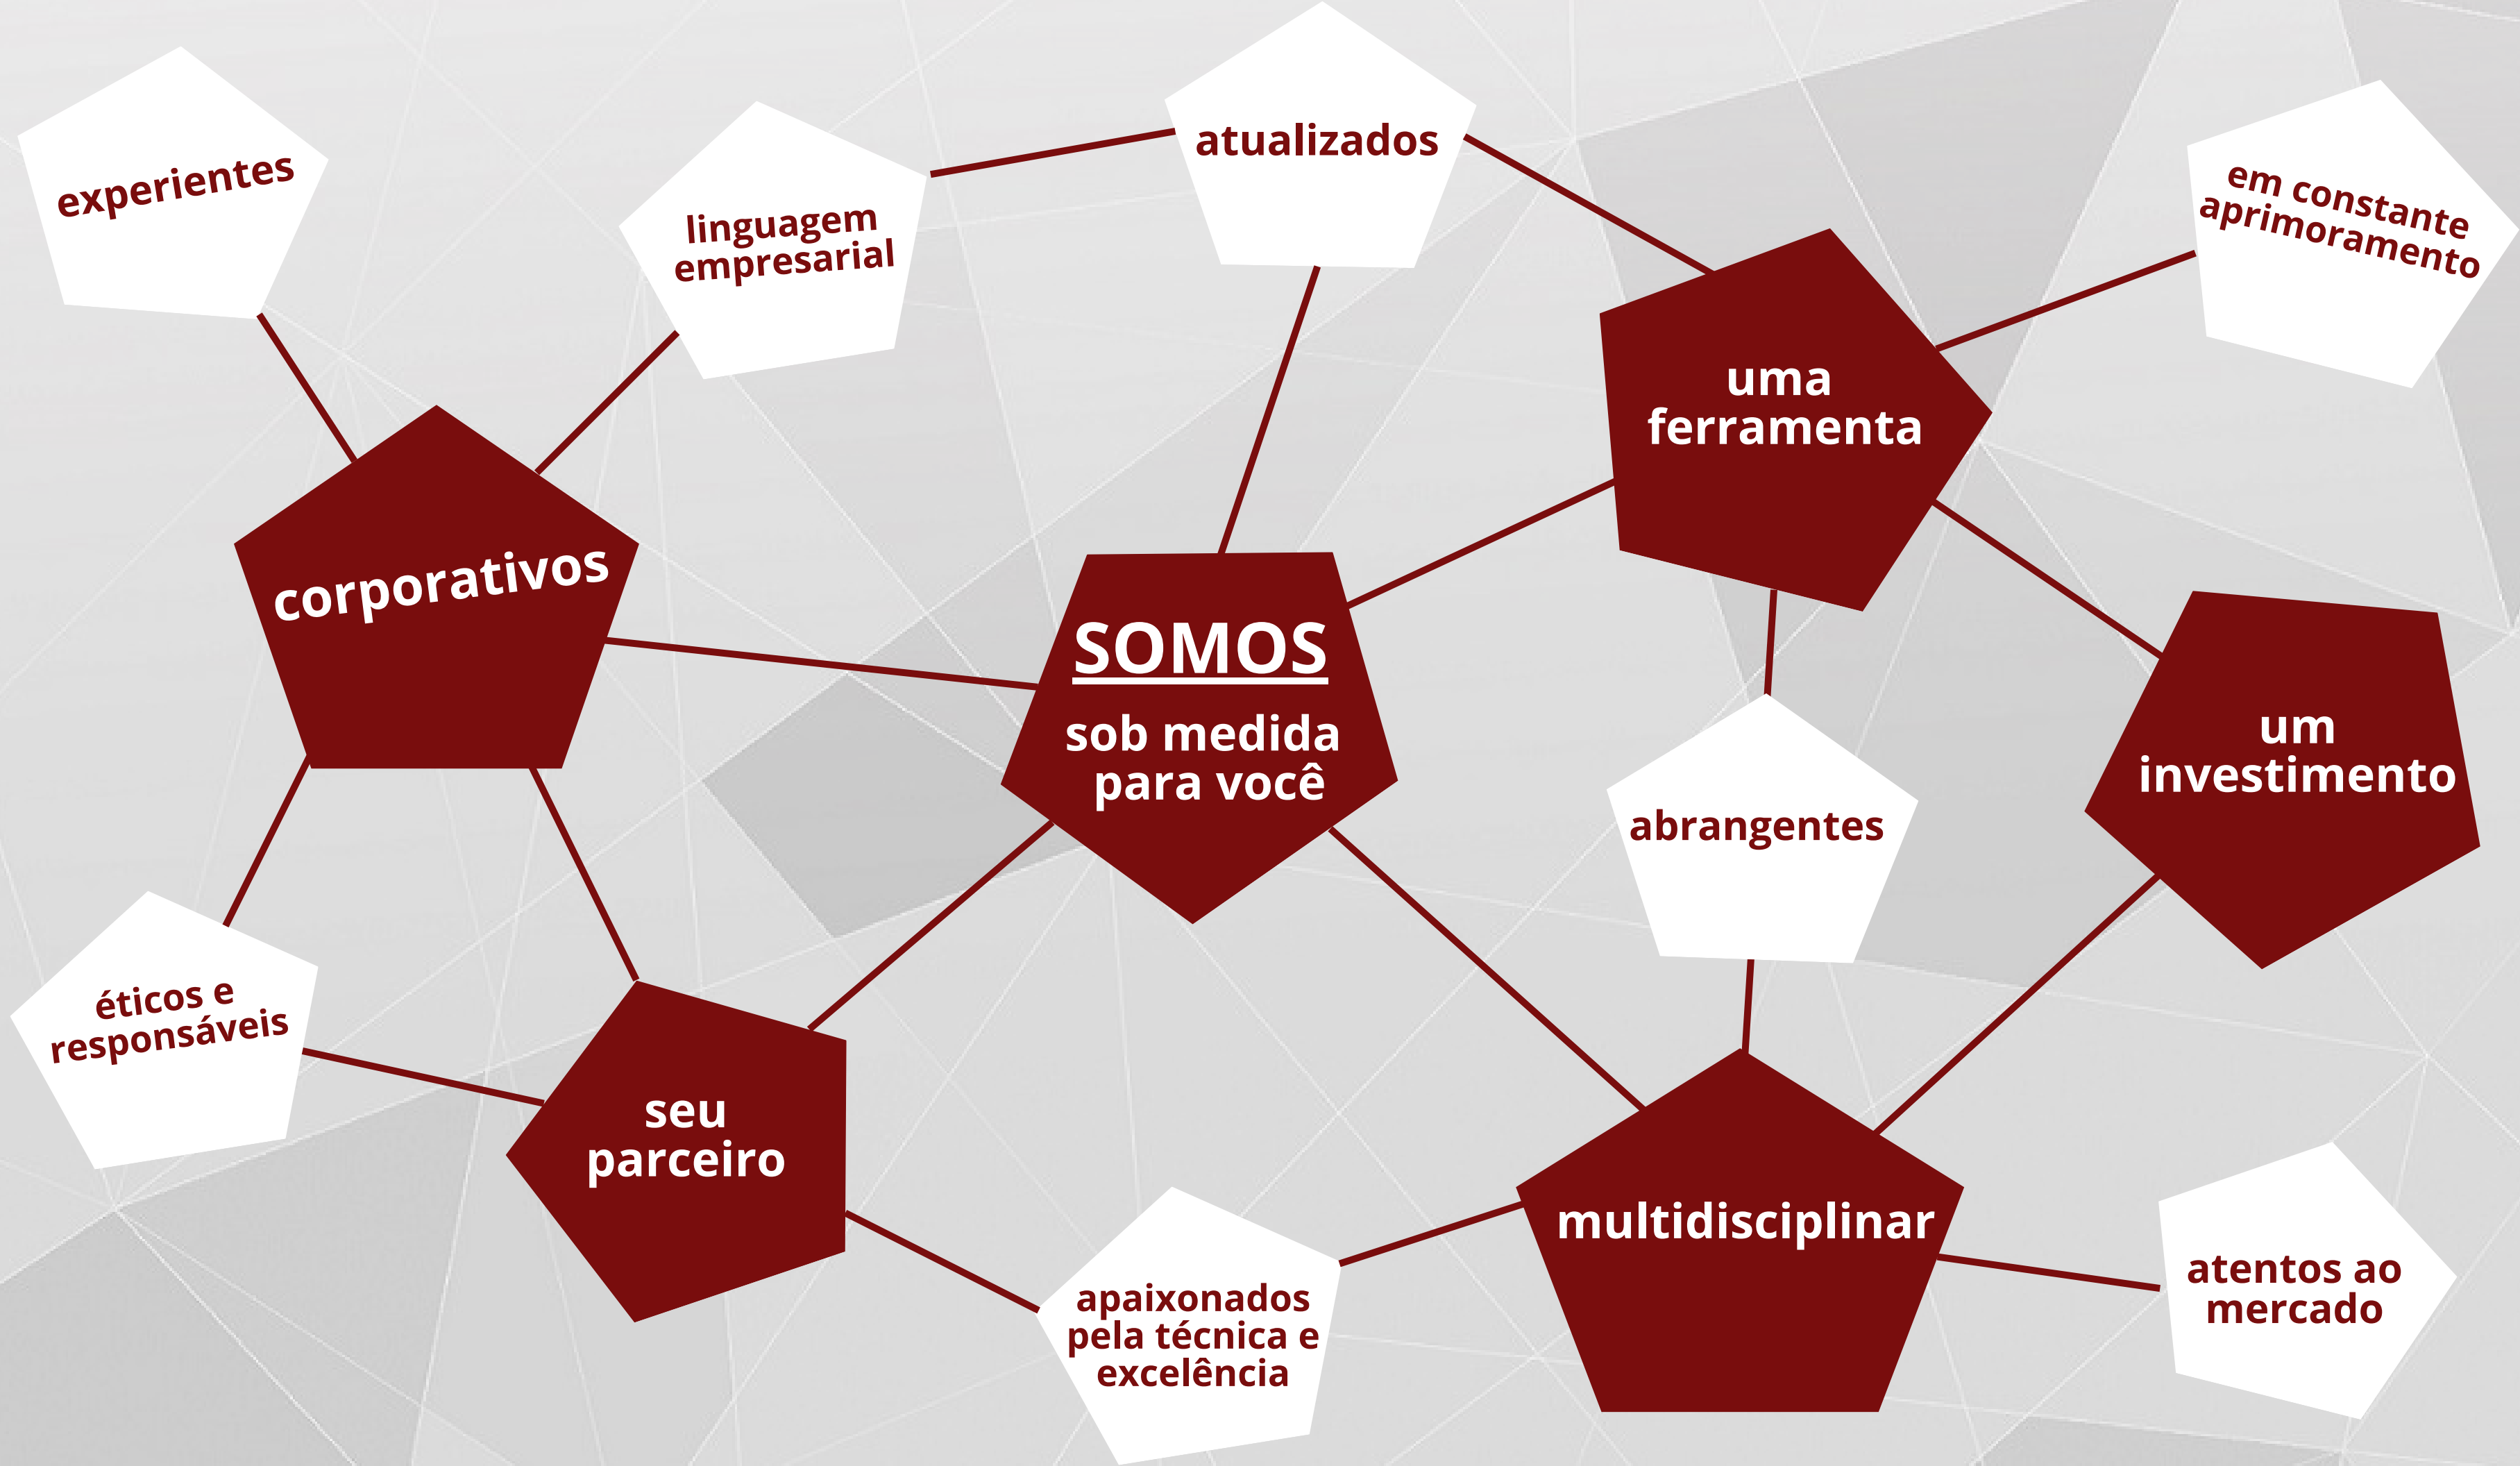 experientes
linguagem
empresarial
atualizados
em constante
aprimoramento
uma
ferramenta
corporativos
SOMOS
sob medida
para você
um
investimento
abrangentes
éticos e
responsáveis
seu
parceiro
multidisciplinar
apaixonados
pela técnica e
excelência
atentos ao
mercado